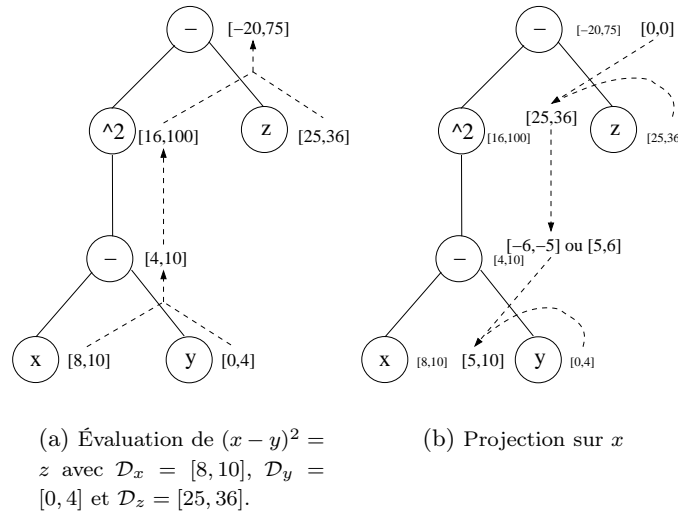 − [−20,75]
^2 [16,100] z [25,36]
− [4,10]
x [8,10] y [0,4]
(a) Évaluation de (x − y)² =
z avec 𝒟x = [8, 10], 𝒟y =
[0, 4] et 𝒟z = [25, 36].
− [−20,75] [0,0]
^2 [16,100] [25,36] z [25,36]
[−6,−5] ou [5,6]
− [4,10]
x [8,10] [5,10] y [0,4]
(b) Projection sur x